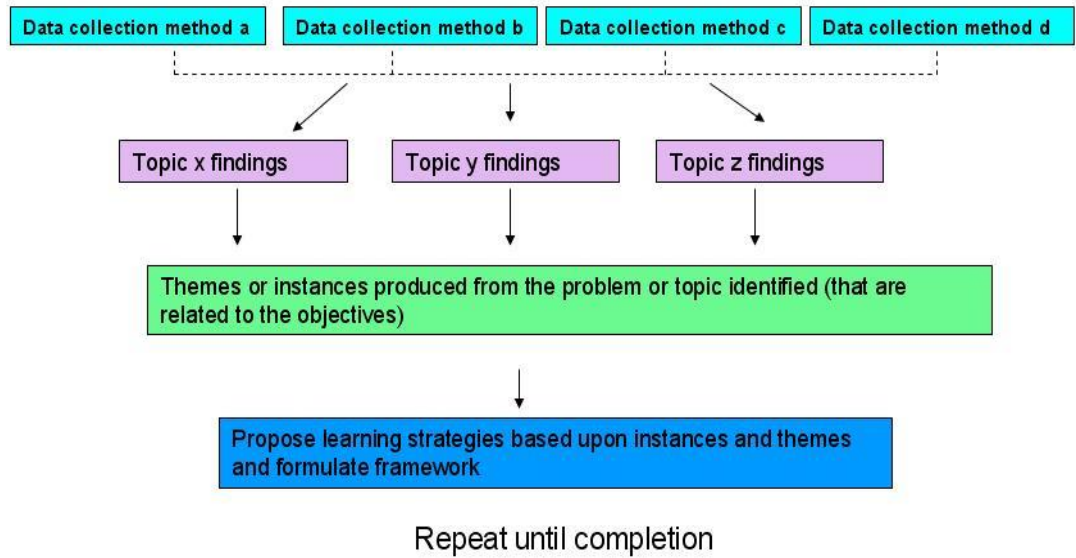 Data collection method a
Data collection method b
Data collection method c
Data collection method d
Topic x findings
Topic y findings
Topic z findings
Themes or instances produced from the problem or topic identified (that are
related to the objectives)
Propose learning strategies based upon instances and themes
and formulate framework
Repeat until completion